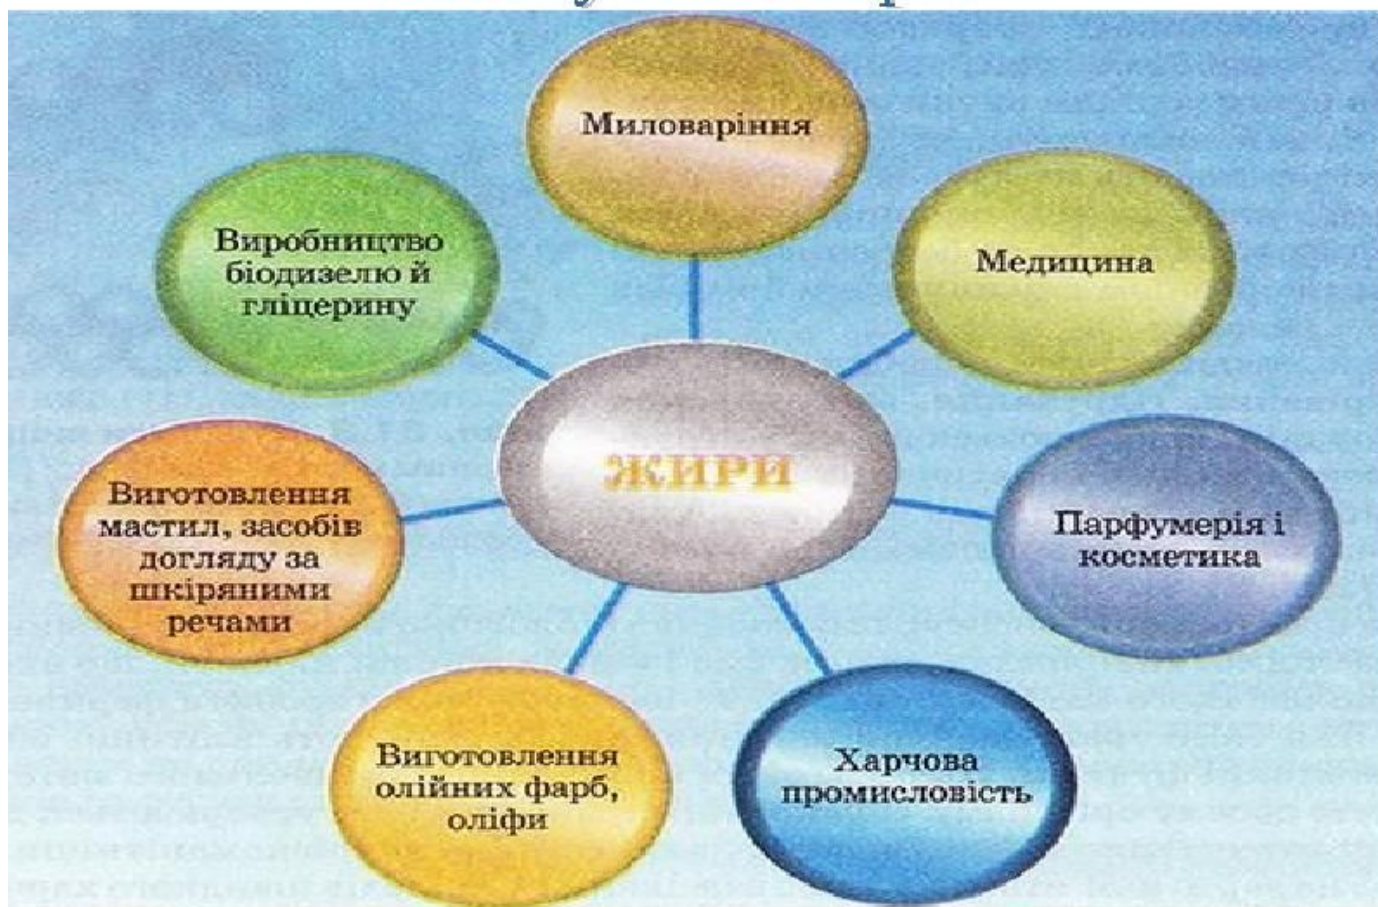 Миловаріння
Медицина
Парфумерія і
косметика
Харчова
промисловість
Виготовлення
олійних фарб,
оліфи
Виготовлення
мастил, засобів
догляду за
шкіряними
речами
Виробництво
біодизелю й
гліцерину
ЖИРИ